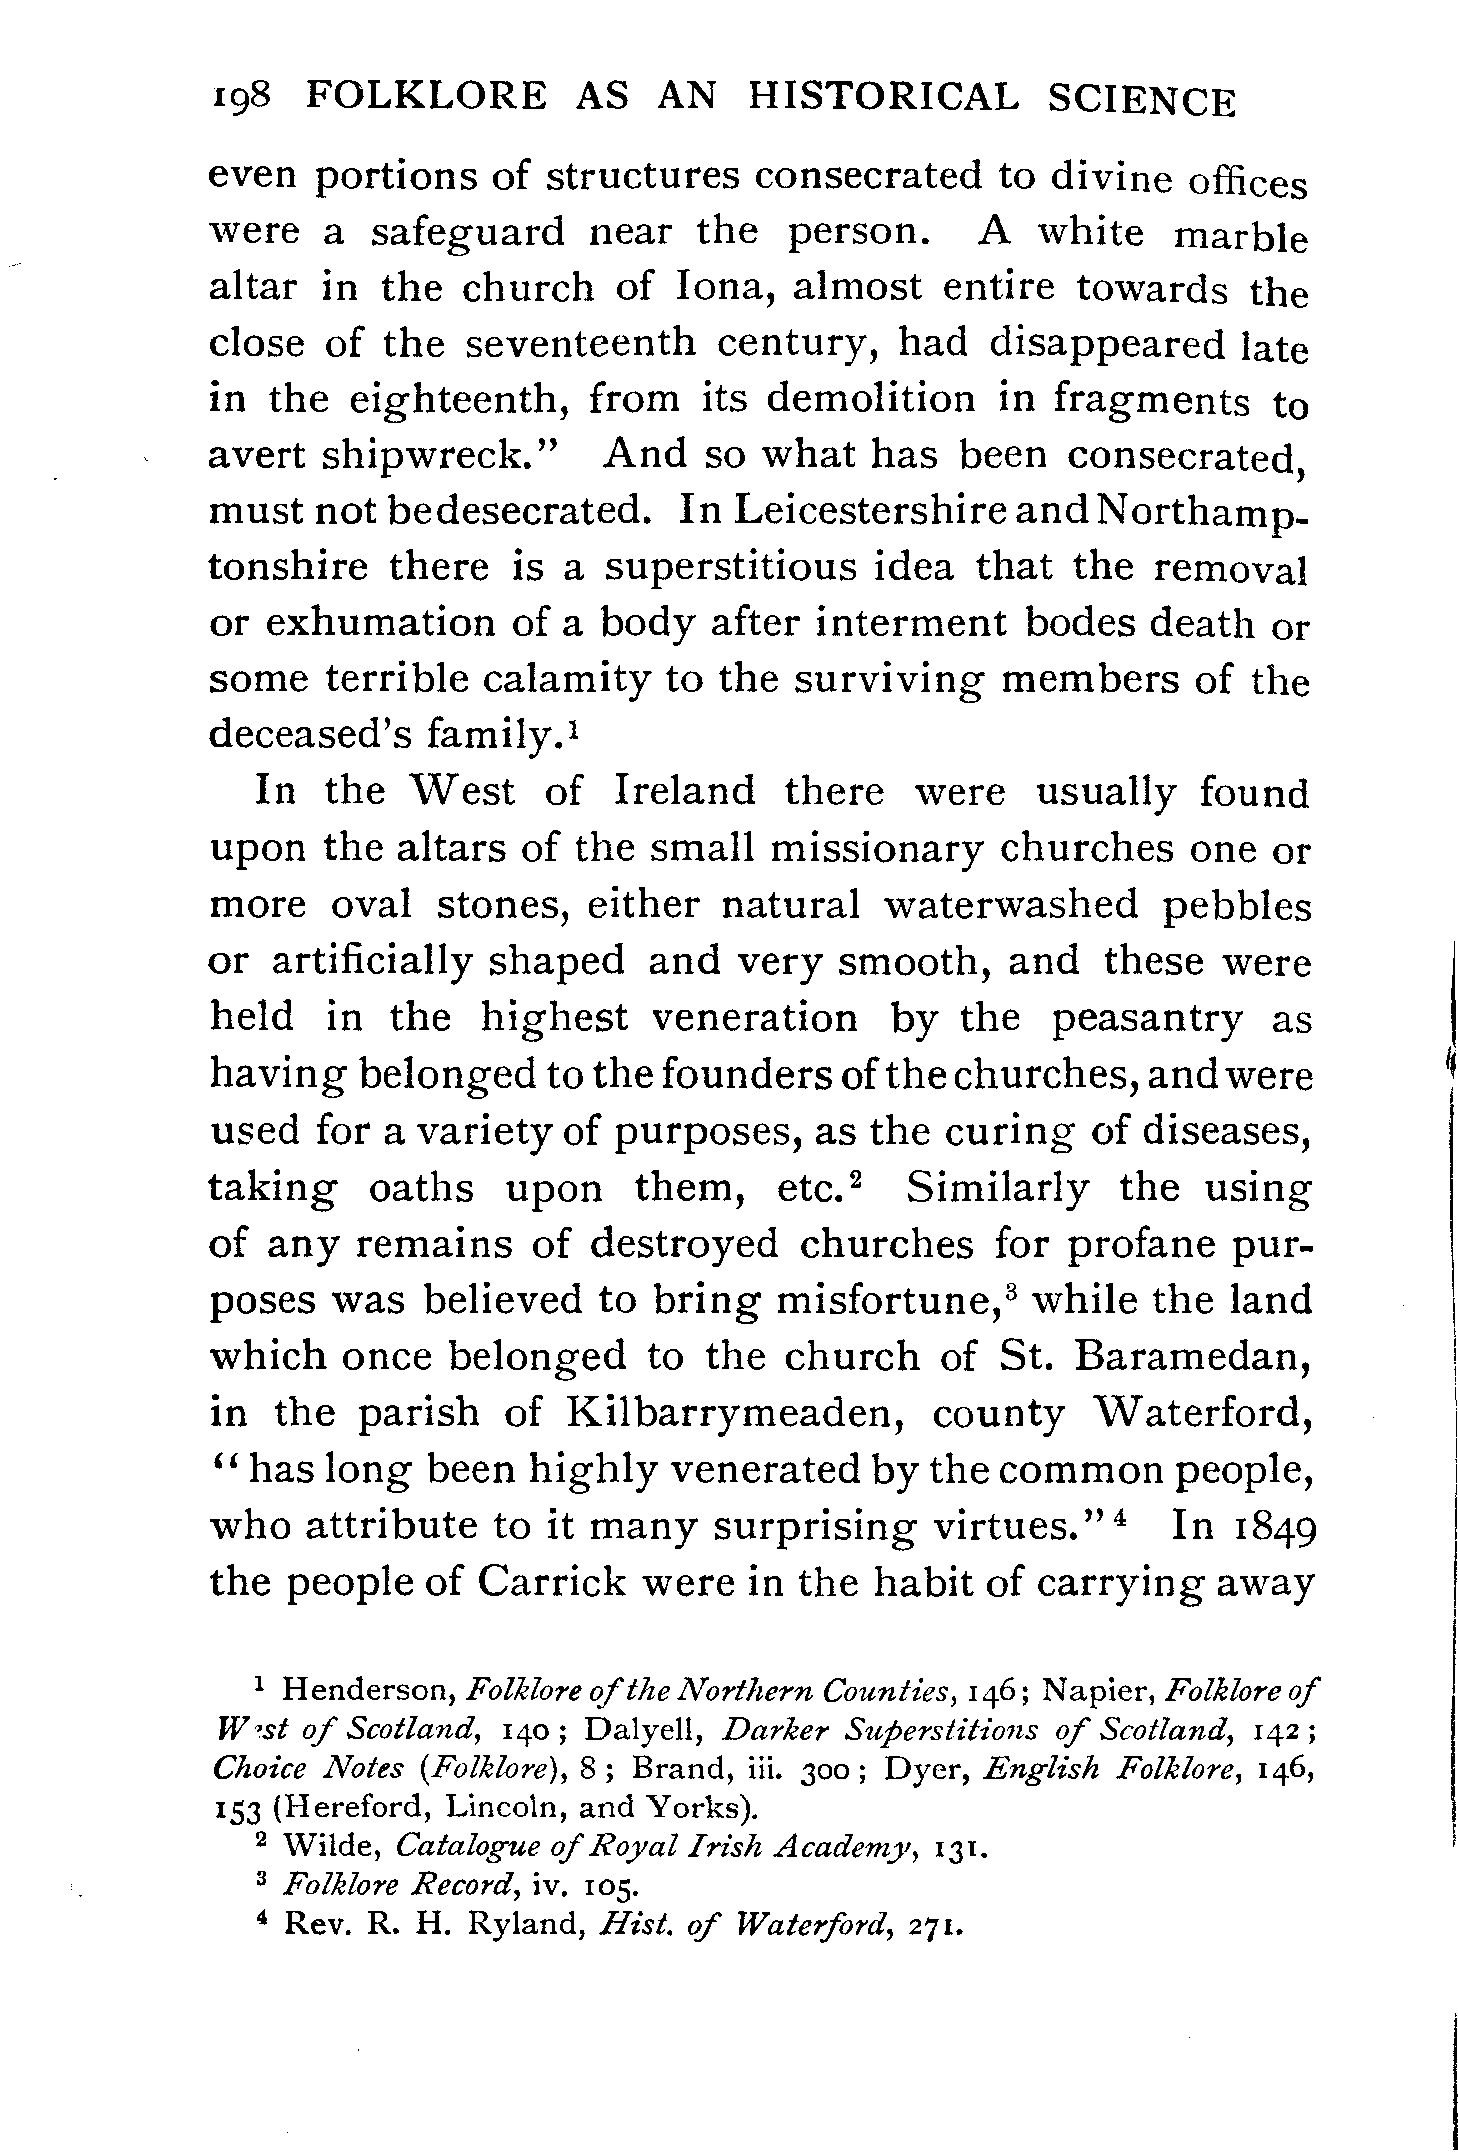 198 FOLKLORE AS AN HISTORICAL SCIENCE
even portions of structures consecrated to divine offices
were a safeguard near the person. A white marble
altar in the church of Iona, almost entire towards the
close of the seventeenth century, had disappeared late
in the eighteenth, from its demolition in fragments to
avert shipwreck." And so what has been consecrated,
must not be desecrated. In Leicestershire and Northamp-
tonshire there is a superstitious idea that the removal
or exhumation of a body after interment bodes death or
some terrible calamity to the surviving members of the
deceased's family.¹
In the West of Ireland there were usually found
upon the altars of the small missionary churches one or
more oval stones, either natural waterwashed pebbles
or artificially shaped and very smooth, and these were
held in the highest veneration by the peasantry as
having belonged to the founders of the churches, and were
used for a variety of purposes, as the curing of diseases,
taking oaths upon them, etc.² Similarly the using
of any remains of destroyed churches for profane pur-
poses was believed to bring misfortune,³ while the land
which once belonged to the church of St. Baramedan,
in the parish of Kilbarrymeaden, county Waterford,
"has long been highly venerated by the common people,
who attribute to it many surprising virtues."⁴ In 1849
the people of Carrick were in the habit of carrying away
¹ Henderson, Folklore of the Northern Counties, 146; Napier, Folklore of
West of Scotland, 140; Dalyell, Darker Superstitions of Scotland, 142;
Choice Notes (Folklore), 8; Brand, iii. 300; Dyer, English Folklore, 146,
153 (Hereford, Lincoln, and Yorks).
² Wilde, Catalogue of Royal Irish Academy, 131.
³ Folklore Record, iv. 105.
⁴ Rev. R. H. Ryland, Hist. of Waterford, 271.